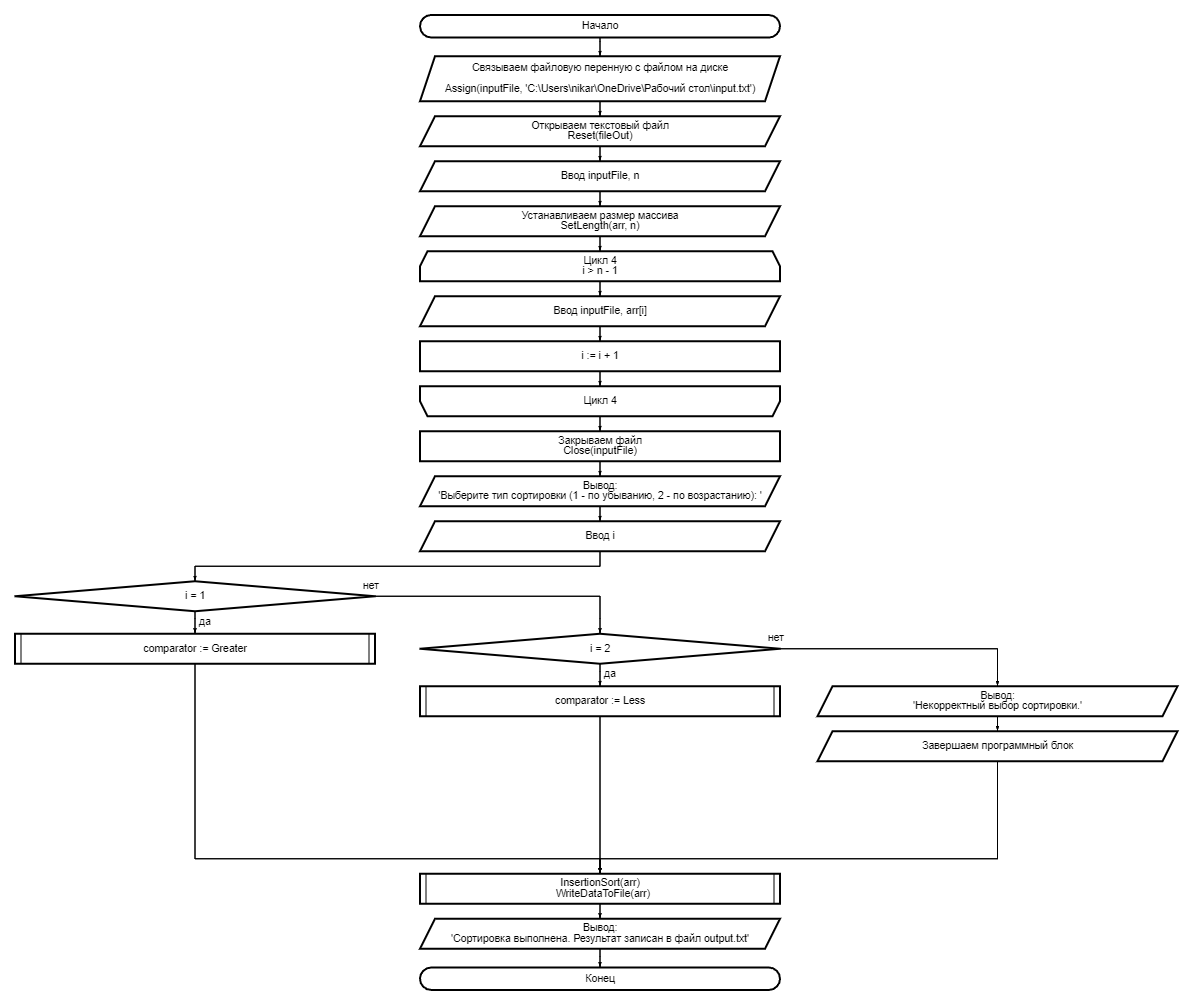 Начало
Связываем файловую перенную с файлом на диске
Assign(inputFile, 'C:\Users\nikar\OneDrive\Рабочий стол\input.txt')
Открываем текстовый файл
Reset(fileOut)
Ввод inputFile, n
Устанавливаем размер массива
SetLength(arr, n)
Цикл 4
i > n - 1
Ввод inputFile, arr[i]
i := i + 1
Цикл 4
Закрываем файл
Close(inputFile)
Вывод:
'Выберите тип сортировки (1 - по убыванию, 2 - по возрастанию): '
Ввод i
нет
i = 1
да
comparator := Greater
нет
i = 2
да
comparator := Less
Вывод:
'Некорректный выбор сортировки.'
Завершаем программный блок
InsertionSort(arr)
WriteDataToFile(arr)
Вывод:
'Сортировка выполнена. Результат записан в файл output.txt'
Конец